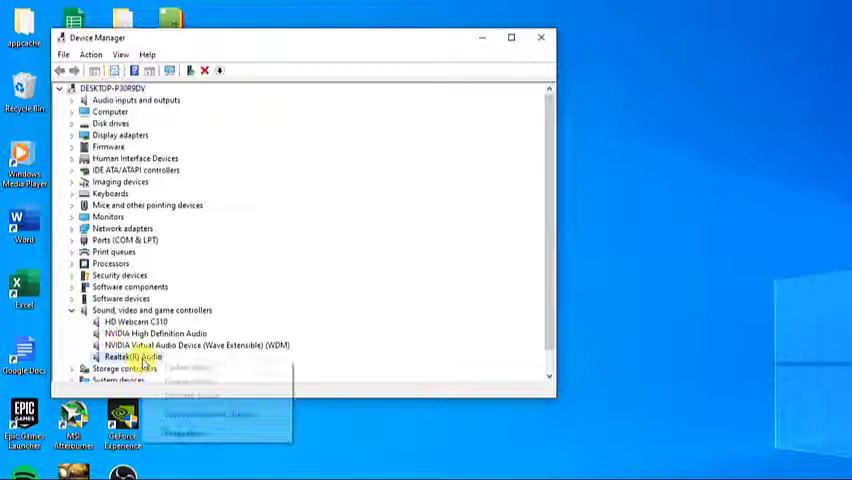 appcache
Device Manager
File Action View Help
DESKTOP-P30R9DV
Audio inputs and outputs
Computer
Disk drives
Display adapters
Firmware
Human Interface Devices
IDE ATA/ATAPI controllers
Imaging devices
Keyboards
Mice and other pointing devices
Monitors
Network adapters
Ports (COM & LPT)
Print queues
Processors
Security devices
Software components
Software devices
Sound, video and game controllers
HD Webcam C310
NVIDIA High Definition Audio
NVIDIA Virtual Audio Device (Wave Extensible) (WDM)
Realtek(R) Audio
Storage controllers
System devices
Recycle Bin
Windows
Media Player
Word
Excel
Google Docs
Epic Games
Launcher
MSI
Afterburner
GeForce
Experience